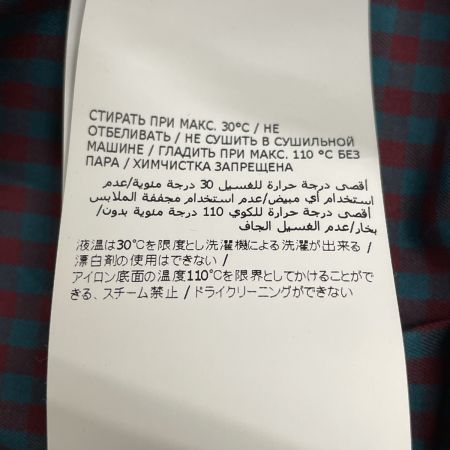 СТИРАТЬ ПРИ МАКС. 30°C / НЕ
ОТБЕЛИВАТЬ / НЕ СУШИТЬ В СУШИЛЬНОЙ
МАШИНЕ / ГЛАДИТЬ ПРИ МАКС. 110 °C БЕЗ
ПАРА / ХИМЧИСТКА ЗАПРЕЩЕНА
أقصى درجة حرارة للغسيل 30 درجة مئوية/عدم
استخدام أي مبيض/عدم استخدام مجففة الملابس
أقصى درجة حرارة للكوي 110 درجة مئوية بدون/
بخار/عدم الغسيل الجاف
液温は30℃を限度とし洗濯機による洗濯が出来る /
漂白剤の使用はできない /
アイロン底面の温度110℃を限界としてかけることがで
きる、スチーム禁止 / ドライクリーニングができない